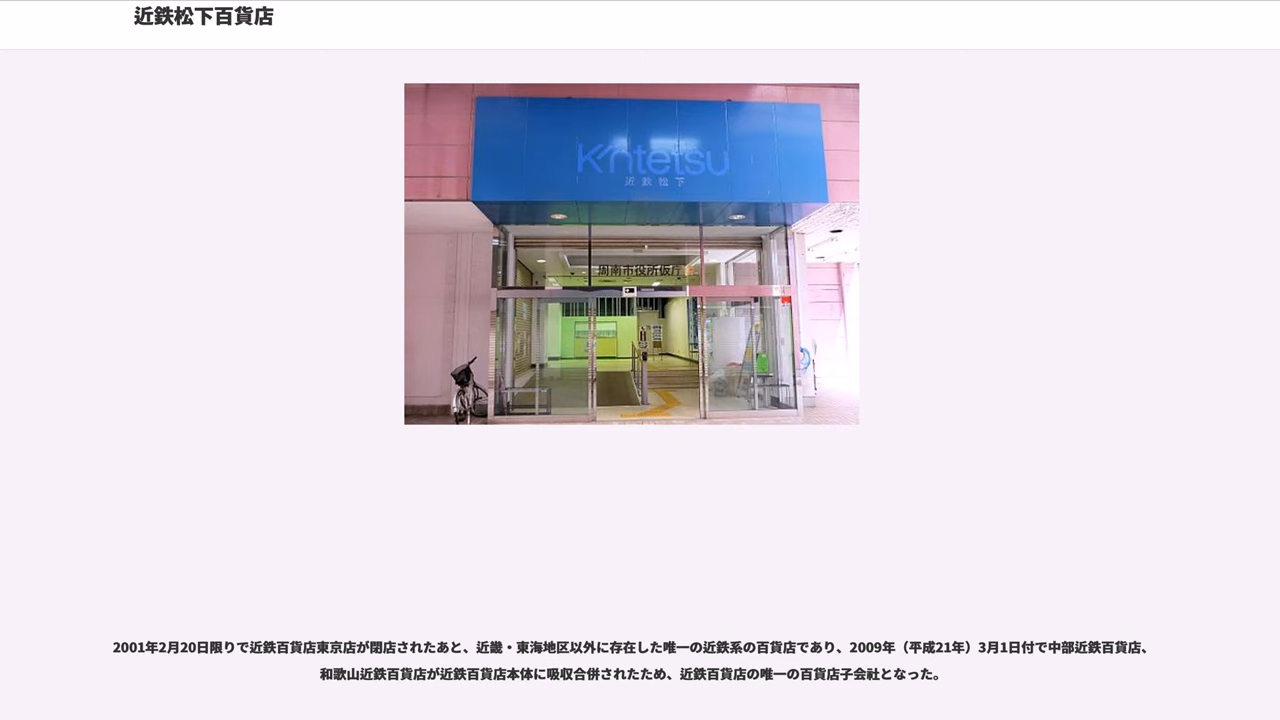 近鉄松下百貨店
Kintetsu
近鉄松下
周南市役所仮庁
2001年2月20日限りで近鉄百貨店東京店が閉店されたあと、近畿・東海地区以外に存在した唯一の近鉄系の百貨店であり、2009年（平成21年）3月1日付で中部近鉄百貨店、
和歌山近鉄百貨店が近鉄百貨店本体に吸収合併されたため、近鉄百貨店の唯一の百貨店子会社となった。